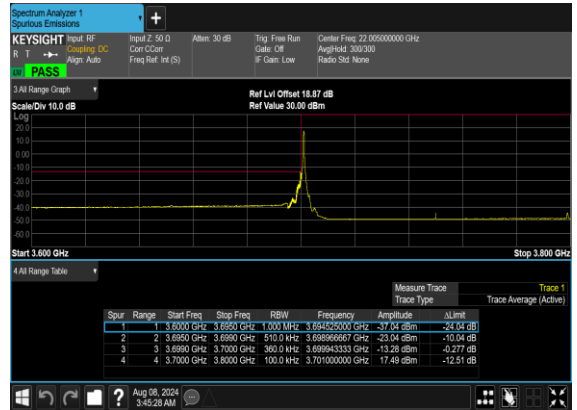 Spectrum Analyzer 1
Spurious Emissions
KEYSIGHT Input: RF Input Z: 50 Ω Atten: 30 dB Trig: Free Run Center Freq: 22.005000000 GHz
R T Coupling: DC Corr CCorr Gate: Off Avg|Hold: 300/300
Align: Auto Freq Ref: Int (S) IF Gain: Low Radio Std: None
PASS
3 All Range Graph Ref Lvl Offset 18.87 dB
Scale/Div 10.0 dB Ref Value 30.00 dBm
Log
20.0
10.0
0.00
-10.0
-20.0
-30.0
-40.0
-50.0
-60.0
Start 3.600 GHz Stop 3.800 GHz
4 All Range Table
Measure Trace Trace 1
Trace Type Trace Average (Active)
Spur Range Start Freq Stop Freq RBW Frequency Amplitude ΔLimit
1 1 3.6000 GHz 3.6950 GHz 1.000 MHz 3.694525000 GHz -37.04 dBm -24.04 dB
2 2 3.6950 GHz 3.6990 GHz 510.0 kHz 3.698966667 GHz -23.04 dBm -10.04 dB
3 3 3.6990 GHz 3.7000 GHz 360.0 kHz 3.699943333 GHz -13.28 dBm -0.277 dB
4 4 3.7000 GHz 3.8000 GHz 100.0 kHz 3.701000000 GHz 17.49 dBm -12.51 dB
Aug 08, 2024
3:45:28 AM